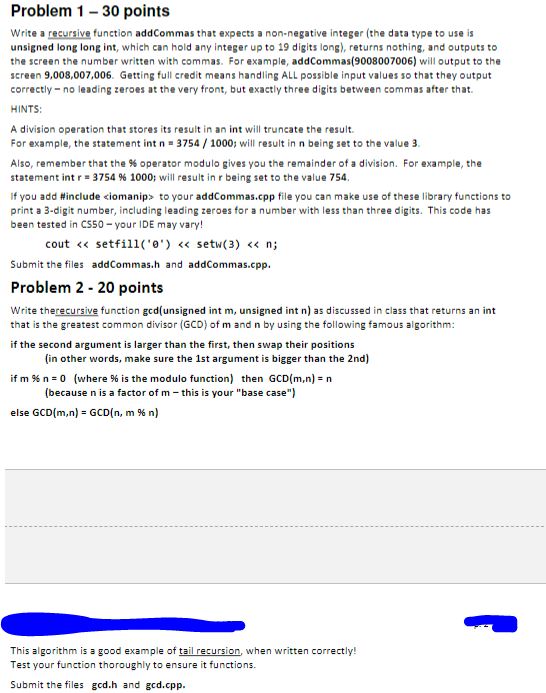 Problem 1 – 30 points
Write a recursive function addCommas that expects a non-negative integer (the data type to use is
unsigned long long int, which can hold any integer up to 19 digits long), returns nothing, and outputs to
the screen the number written with commas. For example, addCommas(9008007006) will output to the
screen 9,008,007,006. Getting full credit means handling ALL possible input values so that they output
correctly – no leading zeroes at the very front, but exactly three digits between commas after that.
HINTS:
A division operation that stores its result in an int will truncate the result.
For example, the statement int n = 3754 / 1000; will result in n being set to the value 3.
Also, remember that the % operator modulo gives you the remainder of a division. For example, the
statement int r = 3754 % 1000; will result in r being set to the value 754.
If you add #include <iomanip> to your addCommas.cpp file you can make use of these library functions to
print a 3-digit number, including leading zeroes for a number with less than three digits. This code has
been tested in CS50 – your IDE may vary!
cout << setfill('0') << setw(3) << n;
Submit the files addCommas.h and addCommas.cpp.
Problem 2 - 20 points
Write therecursive function gcd(unsigned int m, unsigned int n) as discussed in class that returns an int
that is the greatest common divisor (GCD) of m and n by using the following famous algorithm:
if the second argument is larger than the first, then swap their positions
(in other words, make sure the 1st argument is bigger than the 2nd)
if m % n = 0 (where % is the modulo function) then GCD(m,n) = n
(because n is a factor of m – this is your "base case")
else GCD(m,n) = GCD(n, m % n)
This algorithm is a good example of tail recursion, when written correctly!
Test your function thoroughly to ensure it functions.
Submit the files gcd.h and gcd.cpp.